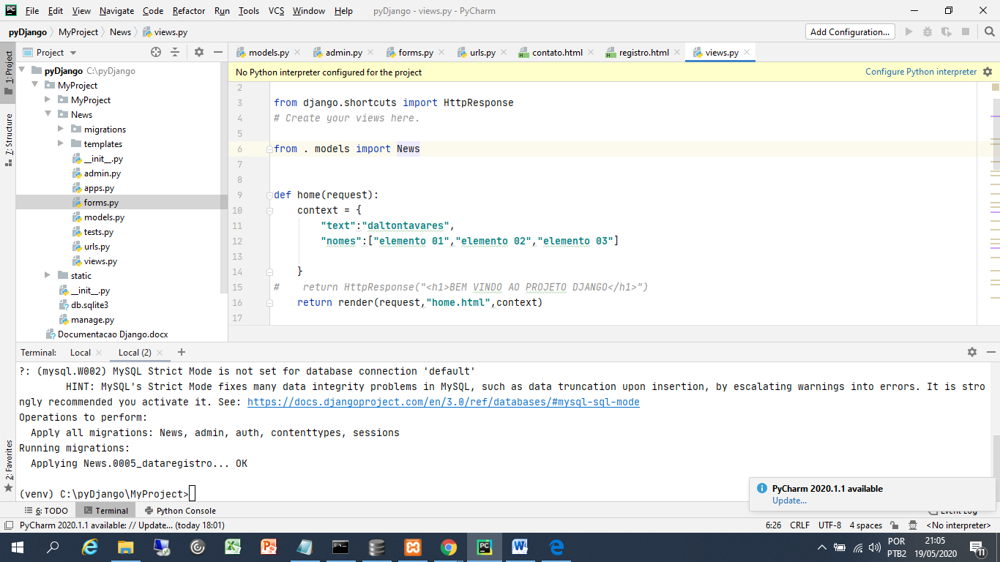 PC File Edit View Navigate Code Refactor Run Tools VCS Window Help pyDjango - views.py - PyCharm
pyDjango MyProject News views.py Add Configuration...
Project
models.py admin.py forms.py urls.py contato.html registro.html views.py
1: Project
7: Structure
2: Favorites
pyDjango C:\pyDjango
MyProject
MyProject
News
migrations
templates
__init__.py
admin.py
apps.py
forms.py
models.py
tests.py
urls.py
views.py
static
__init__.py
db.sqlite3
manage.py
Documentacao Django.docx
No Python interpreter configured for the project Configure Python interpreter
2
3 from django.shortcuts import HttpResponse
4 # Create your views here.
5
6 from . models import News
7
8
9 def home(request):
10 context = {
11 "text":"daltontavares",
12 "nomes":["elemento 01","elemento 02","elemento 03"]
13
14 }
15 # return HttpResponse("<h1>BEM VINDO AO PROJETO DJANGO</h1>")
16 return render(request,"home.html",context)
17
Terminal: Local Local (2)
?: (mysql.W002) MySQL Strict Mode is not set for database connection 'default'
HINT: MySQL's Strict Mode fixes many data integrity problems in MySQL, such as data truncation upon insertion, by escalating warnings into errors. It is stro
ngly recommended you activate it. See: https://docs.djangoproject.com/en/3.0/ref/databases/#mysql-sql-mode
Operations to perform:
Apply all migrations: News, admin, auth, contenttypes, sessions
Running migrations:
Applying News.0005_dataregistro... OK
(venv) C:\pyDjango\MyProject>
PyCharm 2020.1.1 available
Update...
6: TODO Terminal Python Console Event Log
PyCharm 2020.1.1 available: // Update... (today 18:01) 6:26 CRLF UTF-8 4 spaces <No interpreter>
POR 21:05
PTB2 19/05/2020 11